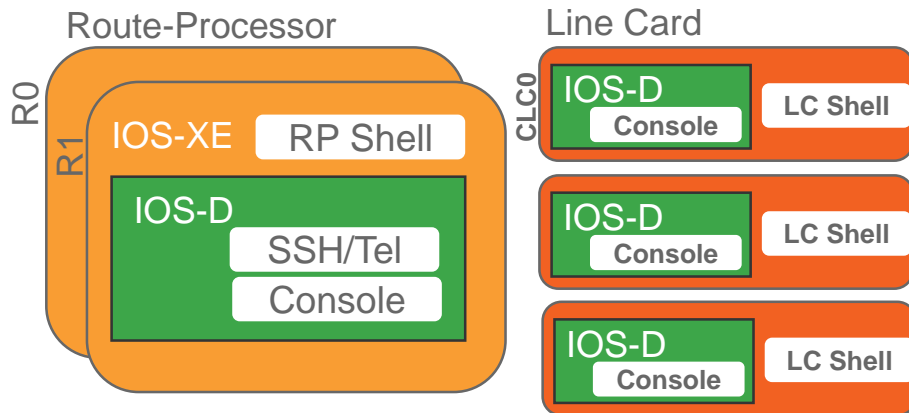 Route-Processor
R0
R1
IOS-XE
RP Shell
IOS-D
SSH/Tel
Console
Line Card
CLC0
IOS-D
Console
LC Shell
IOS-D
Console
LC Shell
IOS-D
Console
LC Shell